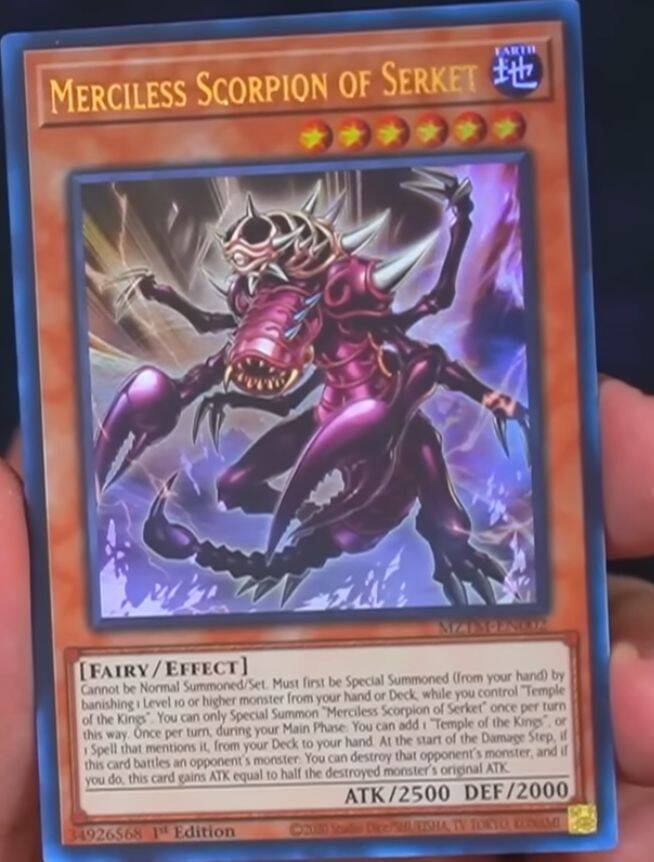 MERCILESS SCORPION OF SERKET
EARTH
地
MZTM-EN002
[FAIRY/EFFECT]
Cannot be Normal Summoned/Set. Must first be Special Summoned (from your hand) by
banishing 1 Level 10 or higher monster from your hand or Deck, while you control "Temple
of the Kings". You can only Special Summon "Merciless Scorpion of Serket" once per turn
this way. Once per turn, during your Main Phase: You can add 1 "Temple of the Kings", or
1 Spell that mentions it, from your Deck to your hand. At the start of the Damage Step, if
this card battles an opponent's monster: You can destroy that opponent's monster, and if
you do, this card gains ATK equal to half the destroyed monster's original ATK.
ATK/2500 DEF/2000
34926568 1st Edition
©2020 Studio Dice/SHUEISHA, TV TOKYO, KONAMI